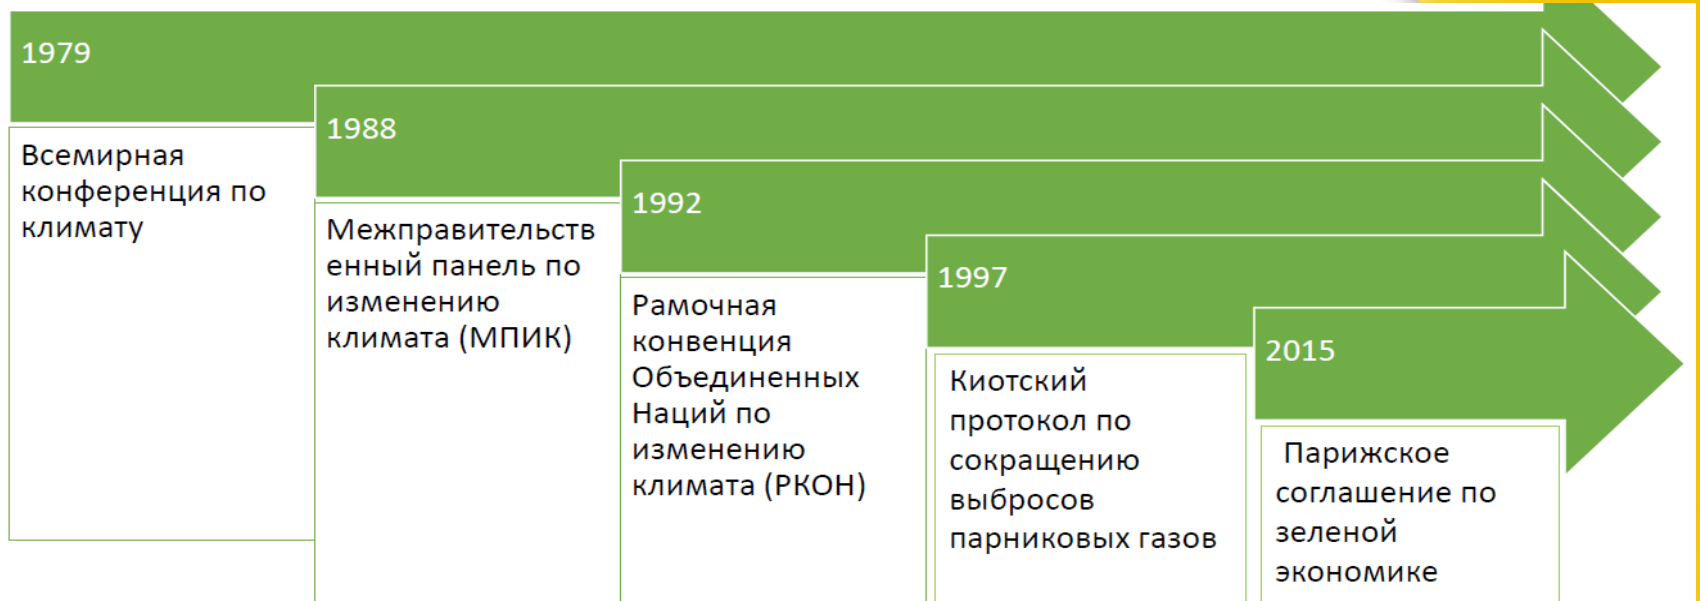 1979
Всемирная
конференция по
климату
1988
Межправительств
енный панель по
изменению
климата (МПИК)
1992
Рамочная
конвенция
Объединенных
Наций по
изменению
климата (РКОН)
1997
Киотский
протокол по
сокращению
выбросов
парниковых газов
2015
Парижское
соглашение по
зеленой
экономике